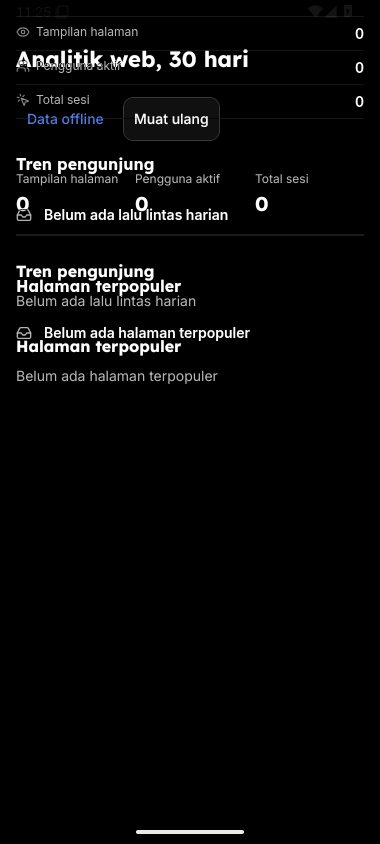 11:25
Tampilan halaman 0
Analitik web, 30 hari
Pengguna aktif 0
Total sesi 0
Data offline Muat ulang
Tren pengunjung
Tampilan halaman Pengguna aktif Total sesi
0 0 0
Belum ada lalu lintas harian
Tren pengunjung
Halaman terpopuler
Belum ada lalu lintas harian
Belum ada halaman terpopuler
Halaman terpopuler
Belum ada halaman terpopuler